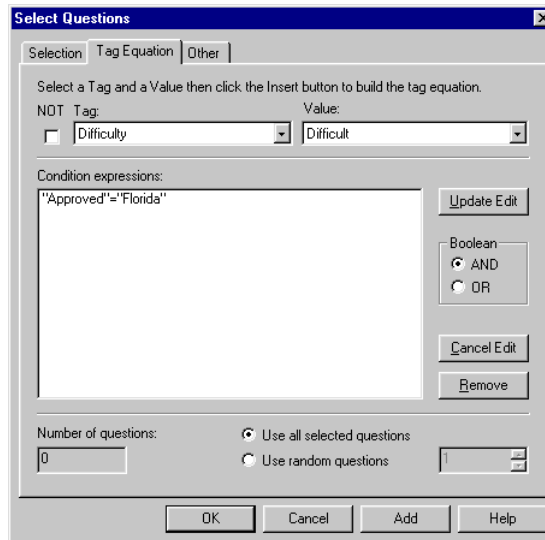 Select Questions
Selection Tag Equation Other
Select a Tag and a Value then click the Insert button to build the tag equation.
NOT Tag: Value:
Difficulty Difficult
Condition expressions:
"Approved"="Florida"
Update Edit
Boolean
AND
OR
Cancel Edit
Remove
Number of questions:
0
Use all selected questions
Use random questions 1
OK Cancel Add Help